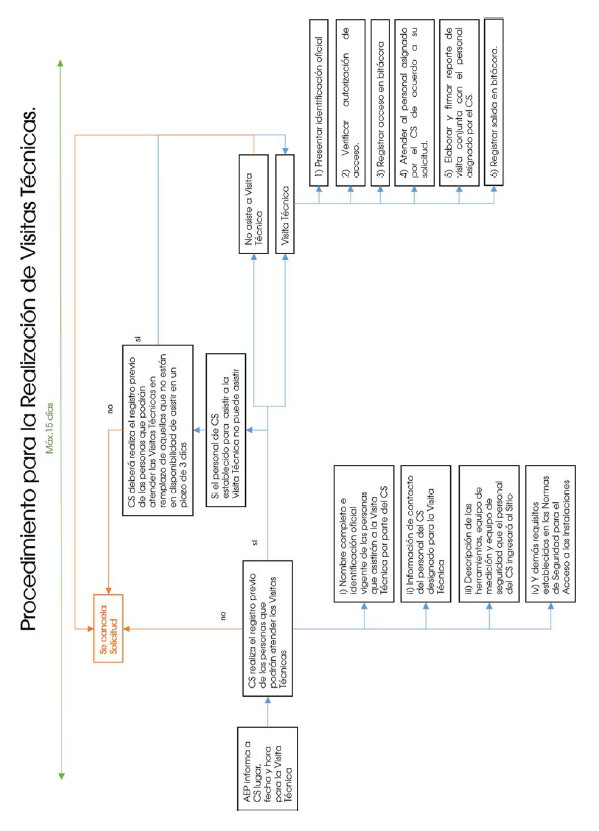 Procedimiento para la Realización de Visitas Técnicas.
Máx.15 días
AEP informa a
CS lugar,
fecha y hora
para la Visita
Técnica
CS realiza el registro previo
de las personas que
podrán atender las Visitas
Técnicas
no
si
Se cancela
Solicitud
i) Nombre completo e
identificación oficial
vigente de las personas
que asistirán a la Visita
Técnica por parte del CS
ii) Información de contacto
del personal del CS
designado para la Visita
Técnica
iii) Descripción de las
herramientas, equipo de
medición y equipo de
seguridad que el personal
del CS ingresará al Sitio·
iv) Y demás requisitos
establecidos en las Normas
de Seguridad para el
Acceso a las Instalaciones
Si el personal de CS
establecido para asistir a la
visita Técnica no puede asistir
CS deberá realiza el registro previo
de las personas que podrán
atender las Visitas Técnicas en
remplazo de aquellas que no están
en disponibilidad de asistir en un
plazo de 3 días
no
si
No asiste a Visita
Técnica
Visita Técnica
1) Presentar identificación oficial
2) Verificar autorización de
acceso.
3) Registrar acceso en bitácora
4) Atender al personal asignado
por el CS de acuerdo a su
solicitud.
5) Elaborar y firmar reporte de
visita conjunta con el personal
asignado por el CS.
6) Registrar salida en bitácora.